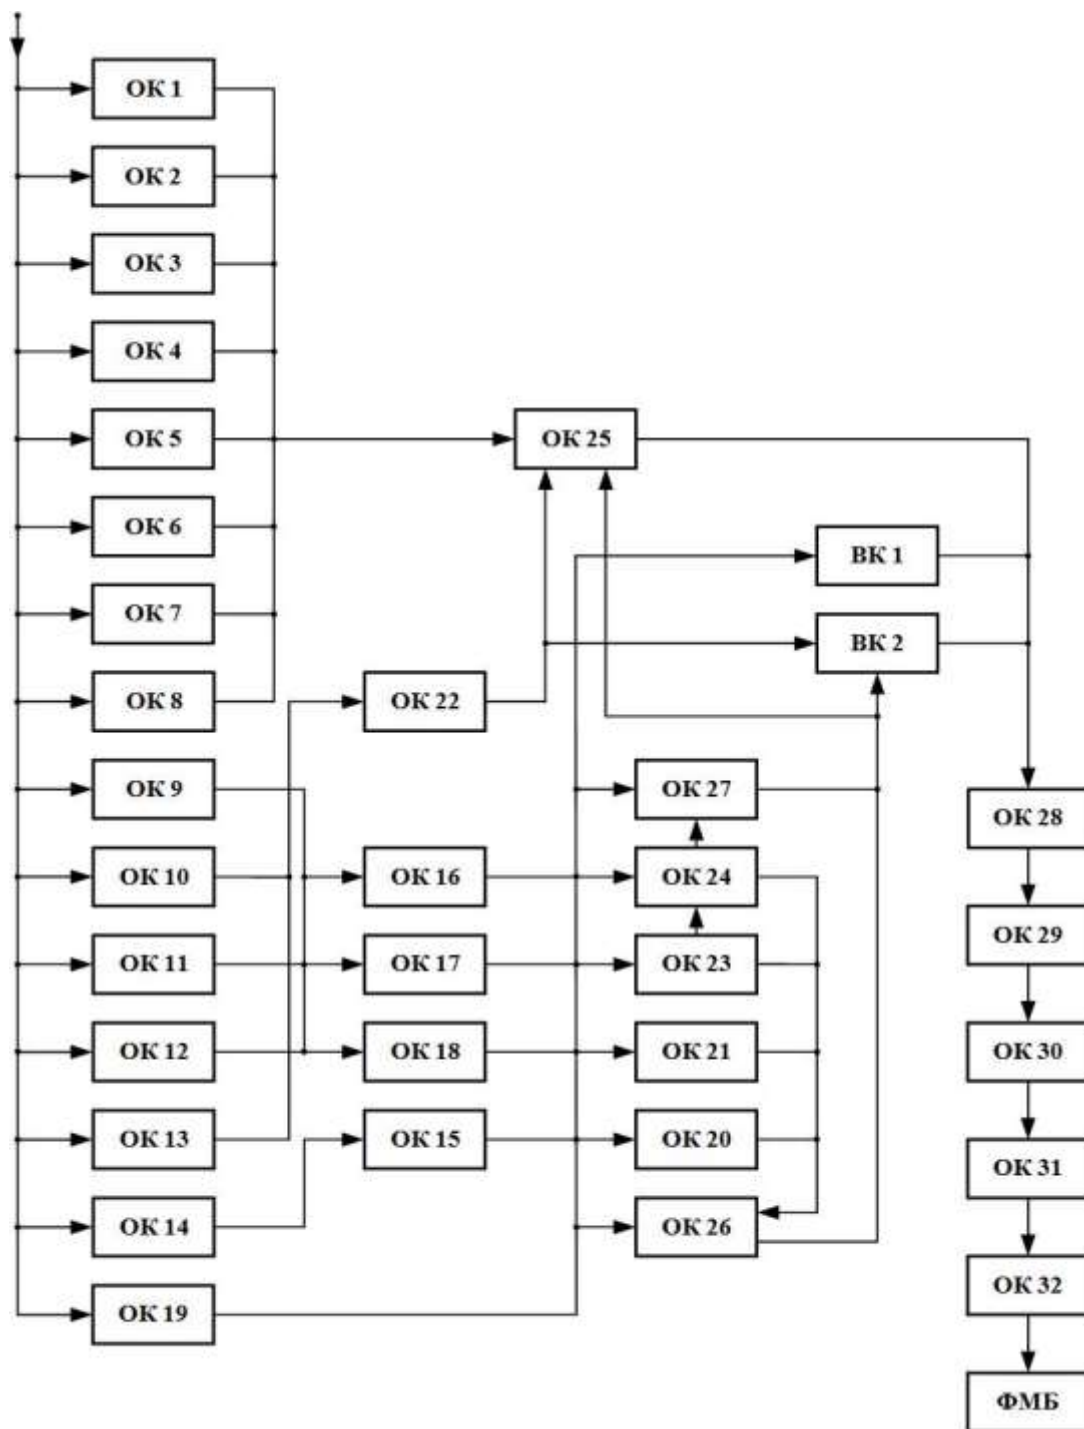 ОК 1
ОК 2
ОК 3
ОК 4
ОК 5
ОК 25
ОК 6
ВК 1
ОК 7
ВК 2
ОК 8
ОК 22
ОК 9
ОК 27
ОК 28
ОК 10
ОК 16
ОК 24
ОК 29
ОК 11
ОК 17
ОК 23
ОК 12
ОК 18
ОК 21
ОК 30
ОК 13
ОК 15
ОК 20
ОК 31
ОК 14
ОК 26
ОК 32
ОК 19
ФМБ